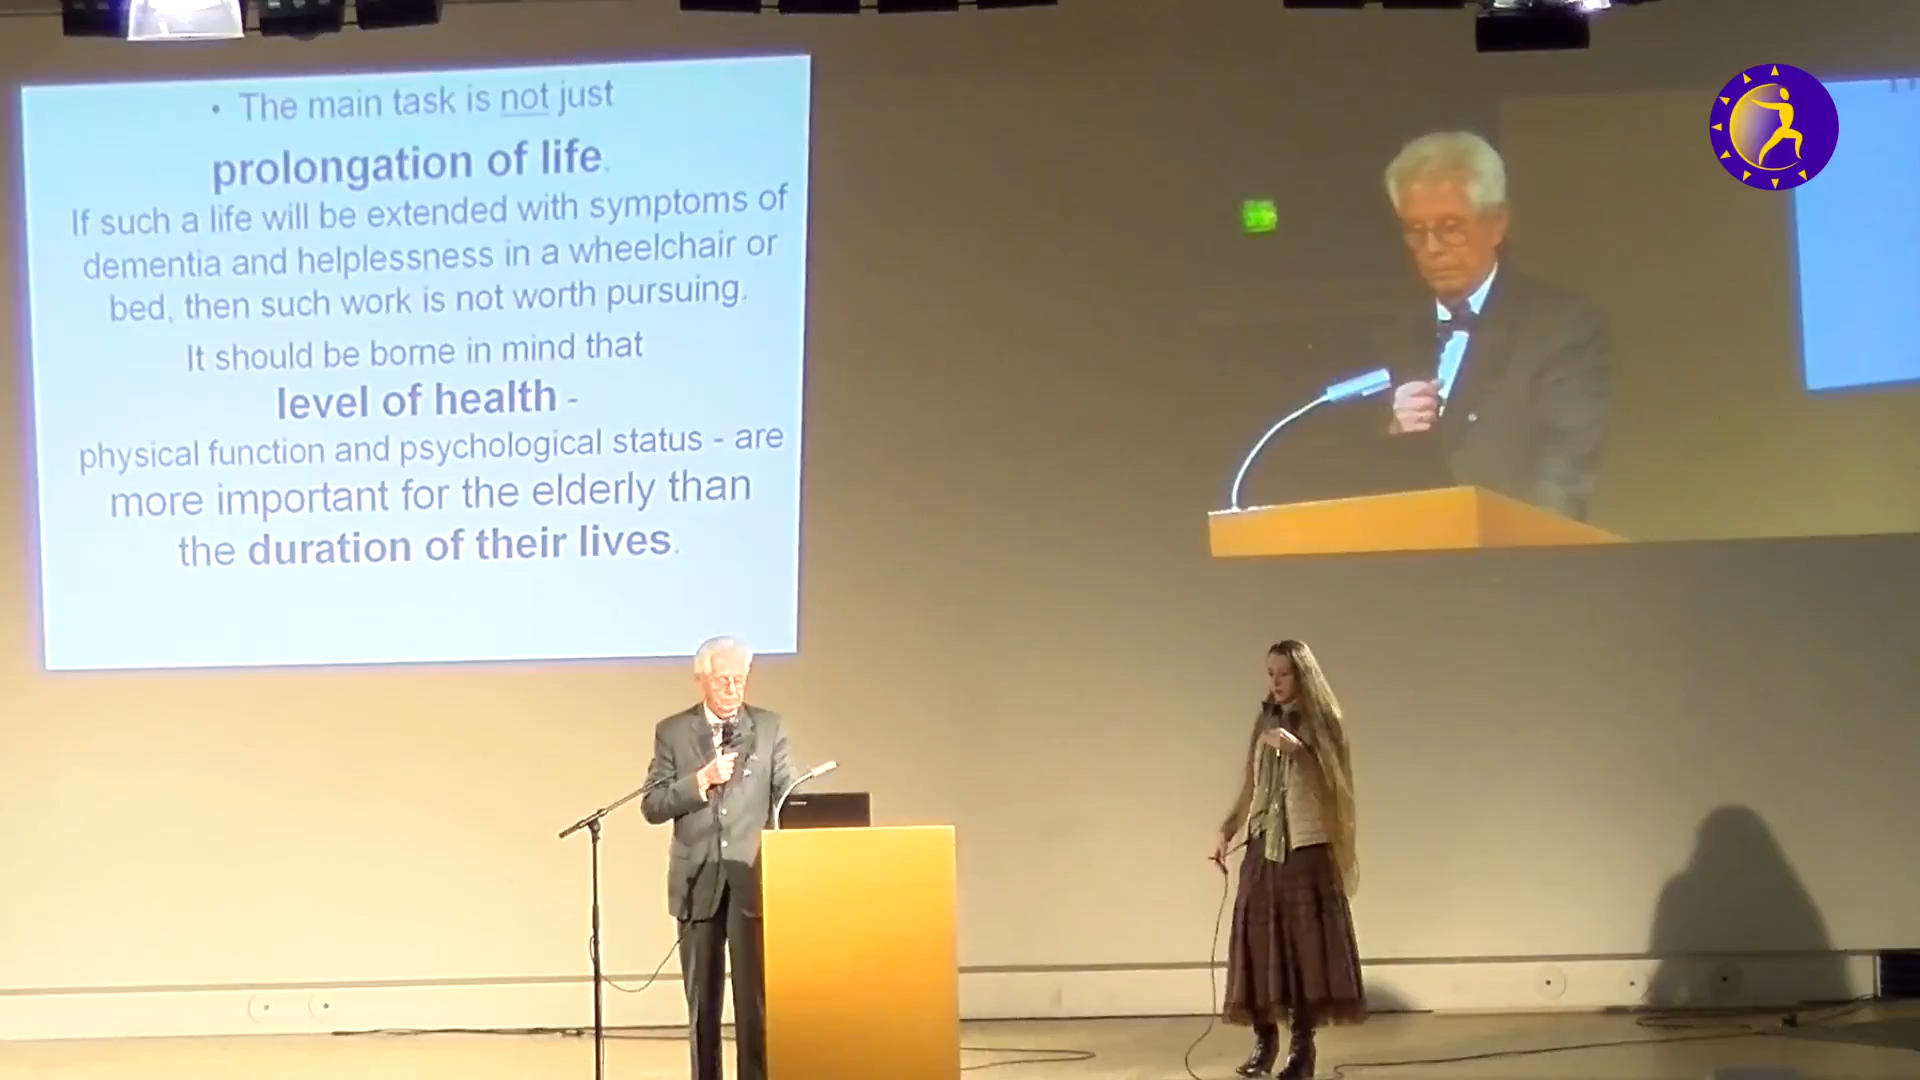 • The main task is not just
prolongation of life.
If such a life will be extended with symptoms of
dementia and helplessness in a wheelchair or
bed, then such work is not worth pursuing.
It should be borne in mind that
level of health -
physical function and psychological status - are
more important for the elderly than
the duration of their lives.